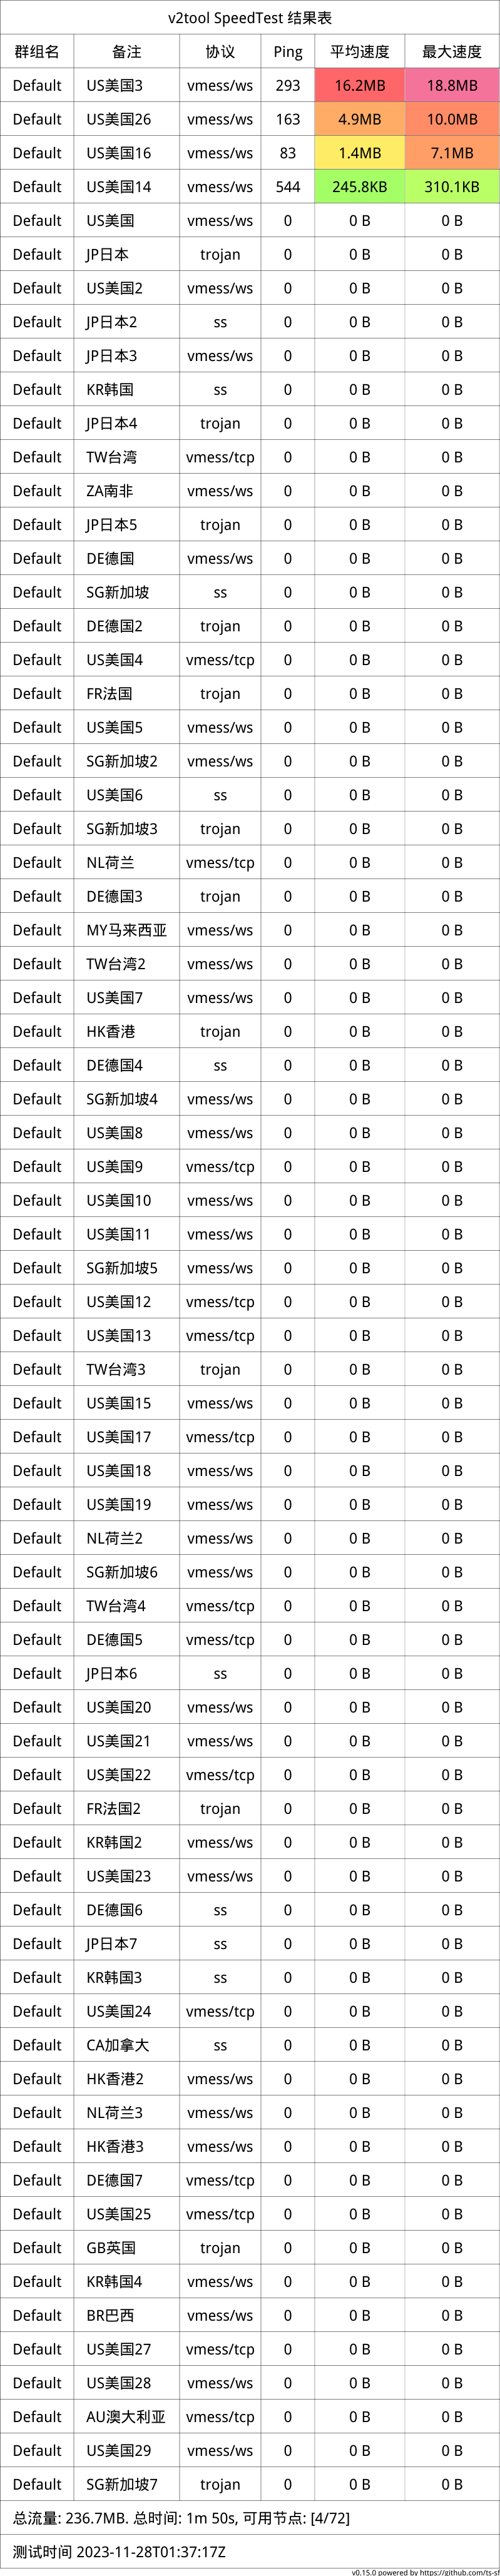 v2tool SpeedTest 结果表
群组名 备注 协议 Ping 平均速度 最大速度
Default US美国3 vmess/ws 293 16.2MB 18.8MB
Default US美国26 vmess/ws 163 4.9MB 10.0MB
Default US美国16 vmess/ws 83 1.4MB 7.1MB
Default US美国14 vmess/ws 544 245.8KB 310.1KB
Default US美国 vmess/ws 0 0 B 0 B
Default JP日本 trojan 0 0 B 0 B
Default US美国2 vmess/ws 0 0 B 0 B
Default JP日本2 ss 0 0 B 0 B
Default JP日本3 vmess/ws 0 0 B 0 B
Default KR韩国 ss 0 0 B 0 B
Default JP日本4 trojan 0 0 B 0 B
Default TW台湾 vmess/tcp 0 0 B 0 B
Default ZA南非 vmess/ws 0 0 B 0 B
Default JP日本5 trojan 0 0 B 0 B
Default DE德国 vmess/ws 0 0 B 0 B
Default SG新加坡 ss 0 0 B 0 B
Default DE德国2 trojan 0 0 B 0 B
Default US美国4 vmess/tcp 0 0 B 0 B
Default FR法国 trojan 0 0 B 0 B
Default US美国5 vmess/ws 0 0 B 0 B
Default SG新加坡2 vmess/ws 0 0 B 0 B
Default US美国6 ss 0 0 B 0 B
Default SG新加坡3 trojan 0 0 B 0 B
Default NL荷兰 vmess/tcp 0 0 B 0 B
Default DE德国3 trojan 0 0 B 0 B
Default MY马来西亚 vmess/ws 0 0 B 0 B
Default TW台湾2 vmess/ws 0 0 B 0 B
Default US美国7 vmess/ws 0 0 B 0 B
Default HK香港 trojan 0 0 B 0 B
Default DE德国4 ss 0 0 B 0 B
Default SG新加坡4 vmess/ws 0 0 B 0 B
Default US美国8 vmess/ws 0 0 B 0 B
Default US美国9 vmess/tcp 0 0 B 0 B
Default US美国10 vmess/ws 0 0 B 0 B
Default US美国11 vmess/ws 0 0 B 0 B
Default SG新加坡5 vmess/ws 0 0 B 0 B
Default US美国12 vmess/tcp 0 0 B 0 B
Default US美国13 vmess/tcp 0 0 B 0 B
Default TW台湾3 trojan 0 0 B 0 B
Default US美国15 vmess/ws 0 0 B 0 B
Default US美国17 vmess/tcp 0 0 B 0 B
Default US美国18 vmess/ws 0 0 B 0 B
Default US美国19 vmess/ws 0 0 B 0 B
Default NL荷兰2 vmess/ws 0 0 B 0 B
Default SG新加坡6 vmess/ws 0 0 B 0 B
Default TW台湾4 vmess/tcp 0 0 B 0 B
Default DE德国5 vmess/tcp 0 0 B 0 B
Default JP日本6 ss 0 0 B 0 B
Default US美国20 vmess/ws 0 0 B 0 B
Default US美国21 vmess/ws 0 0 B 0 B
Default US美国22 vmess/tcp 0 0 B 0 B
Default FR法国2 trojan 0 0 B 0 B
Default KR韩国2 vmess/ws 0 0 B 0 B
Default US美国23 vmess/ws 0 0 B 0 B
Default DE德国6 ss 0 0 B 0 B
Default JP日本7 ss 0 0 B 0 B
Default KR韩国3 ss 0 0 B 0 B
Default US美国24 vmess/tcp 0 0 B 0 B
Default CA加拿大 ss 0 0 B 0 B
Default HK香港2 vmess/ws 0 0 B 0 B
Default NL荷兰3 vmess/ws 0 0 B 0 B
Default HK香港3 vmess/ws 0 0 B 0 B
Default DE德国7 vmess/tcp 0 0 B 0 B
Default US美国25 vmess/tcp 0 0 B 0 B
Default GB英国 trojan 0 0 B 0 B
Default KR韩国4 vmess/ws 0 0 B 0 B
Default BR巴西 vmess/ws 0 0 B 0 B
Default US美国27 vmess/tcp 0 0 B 0 B
Default US美国28 vmess/ws 0 0 B 0 B
Default AU澳大利亚 vmess/tcp 0 0 B 0 B
Default US美国29 vmess/ws 0 0 B 0 B
Default SG新加坡7 trojan 0 0 B 0 B
总流量: 236.7MB. 总时间: 1m 50s, 可用节点: [4/72]
测试时间 2023-11-28T01:37:17Z
v0.15.0 powered by https://github.com/ts-sl